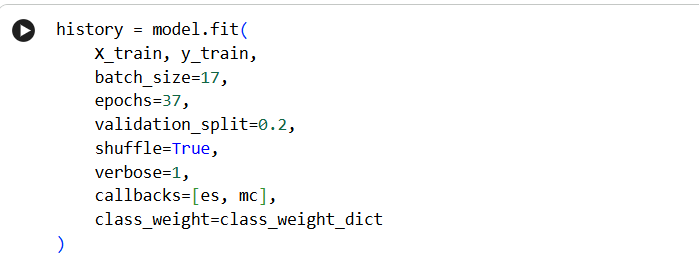 history = model.fit(
    X_train, y_train,
    batch_size=17,
    epochs=37,
    validation_split=0.2,
    shuffle=True,
    verbose=1,
    callbacks=[es, mc],
    class_weight=class_weight_dict
)